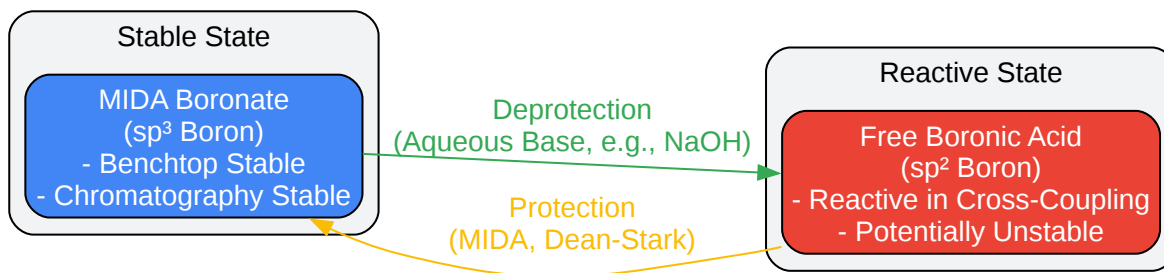 Stable State
MIDA Boronate
(sp³ Boron)
- Benchtop Stable
- Chromatography Stable
Deprotection
(Aqueous Base, e.g., NaOH)
Protection
(MIDA, Dean-Stark)
Reactive State
Free Boronic Acid
(sp² Boron)
- Reactive in Cross-Coupling
- Potentially Unstable